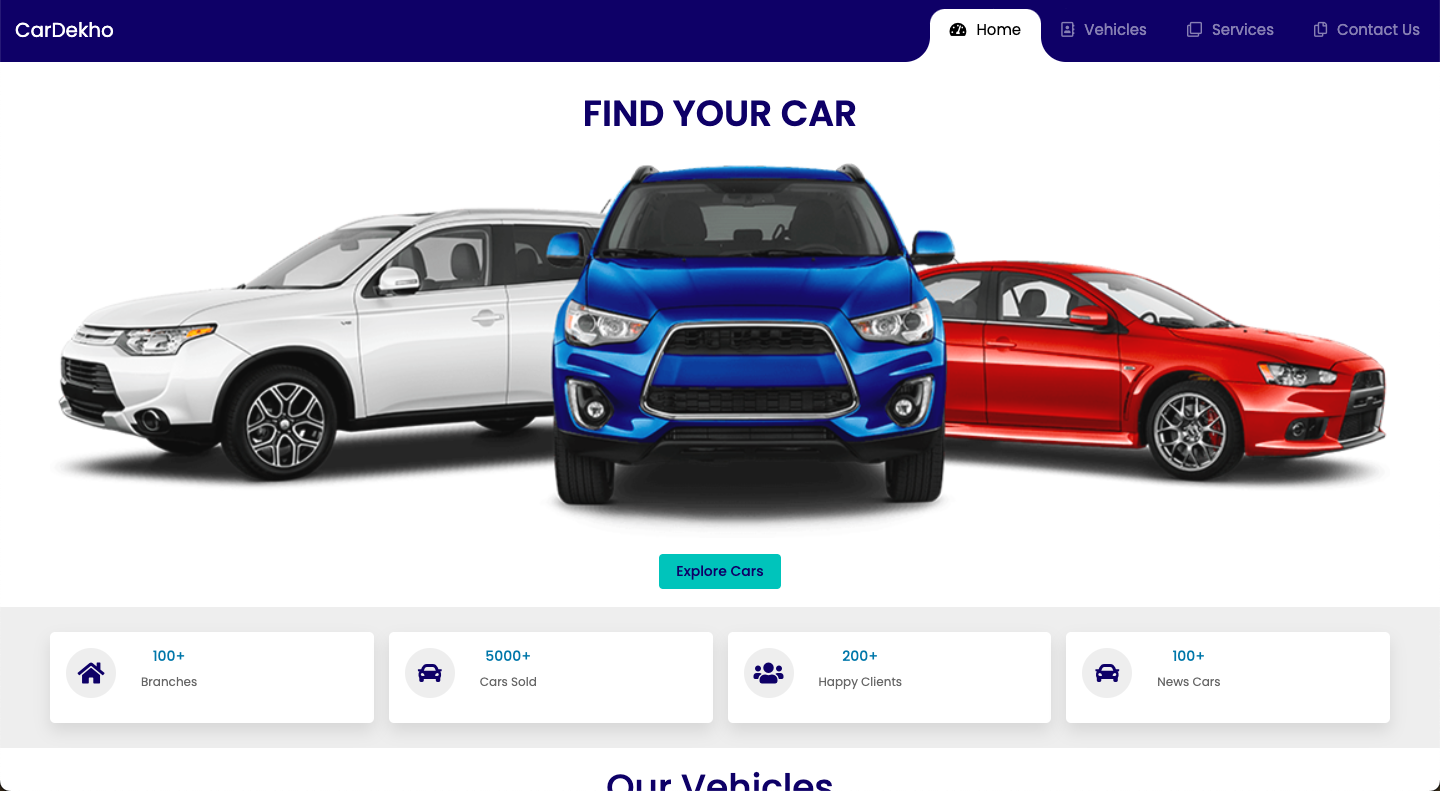 CarDekho
Home
Vehicles
Services
Contact Us
FIND YOUR CAR
Explore Cars
100+
Branches
5000+
Cars Sold
200+
Happy Clients
100+
News Cars
Our Vehicles